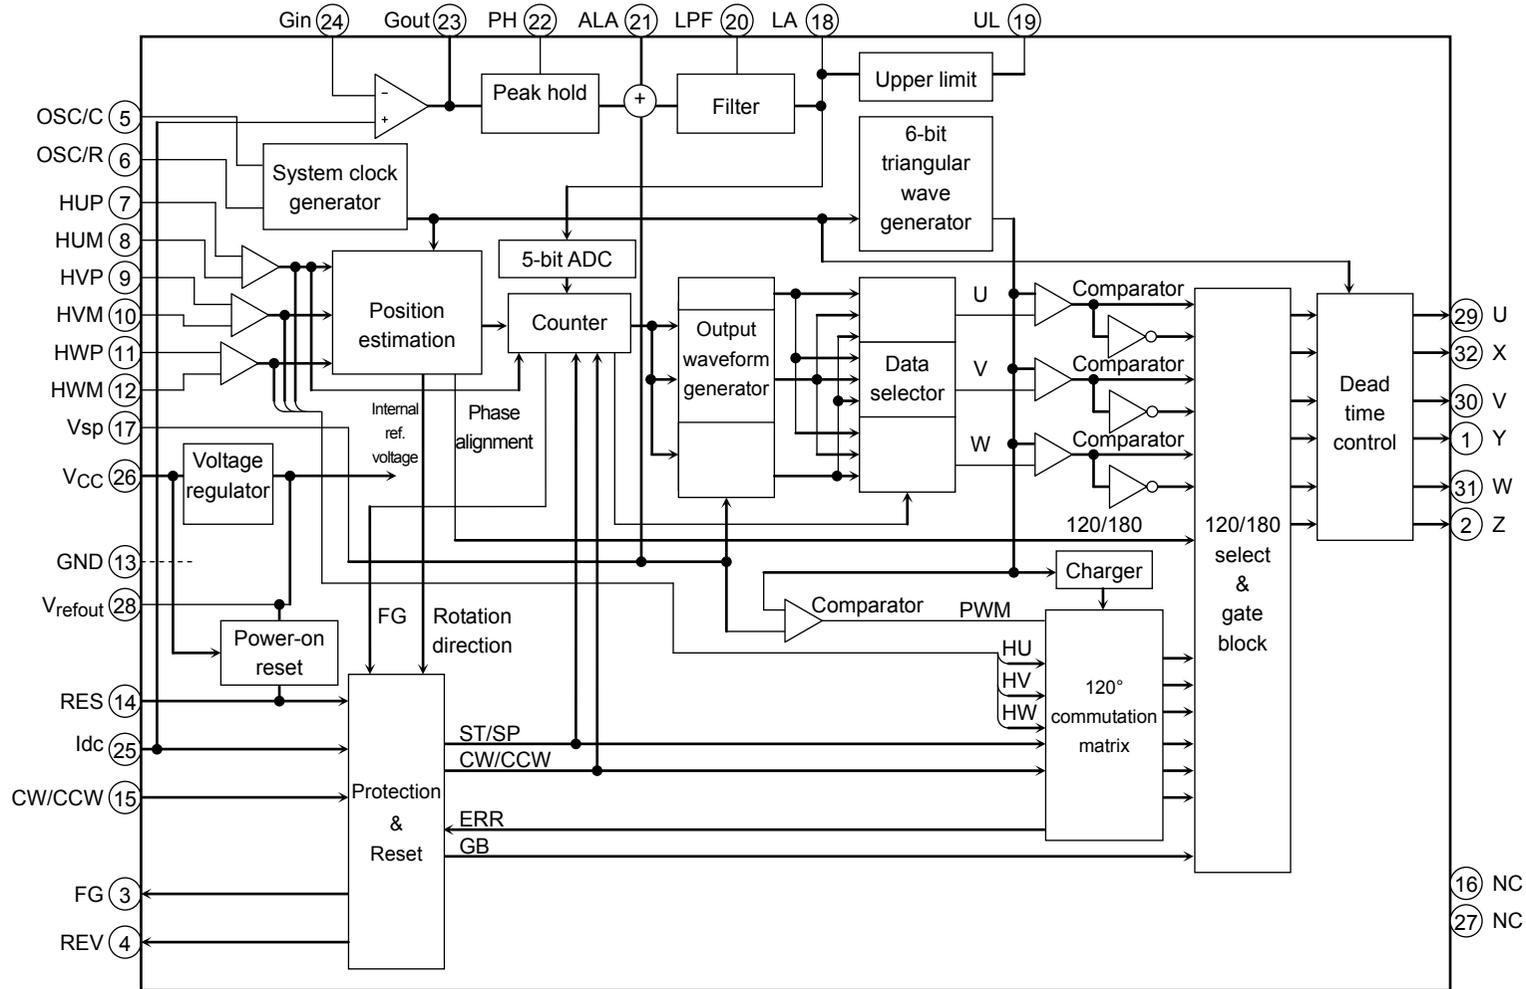 Gin 24
Gout 23
PH 22
ALA 21
LPF 20
LA 18
UL 19
OSC/C 5
OSC/R 6
HUP 7
HUM 8
HVP 9
HVM 10
HWP 11
HWM 12
Vsp 17
VCC 26
GND 13
Vrefout 28
RES 14
Idc 25
CW/CCW 15
FG 3
REV 4
−
+
Peak hold
+
Filter
Upper limit
System clock
generator
6-bit
triangular
wave
generator
5-bit ADC
Position
estimation
Counter
Output
waveform
generator
Data
selector
U
V
W
Comparator
Comparator
Comparator
Internal
ref.
voltage
Phase
alignment
Voltage
regulator
120/180
120/180
select
&
gate
block
Dead
time
control
Charger
Comparator
PWM
FG
Rotation
direction
Power-on
reset
HU
HV
HW
120°
commutation
matrix
ST/SP
CW/CCW
Protection
&
Reset
ERR
GB
29 U
32 X
30 V
1 Y
31 W
2 Z
16 NC
27 NC